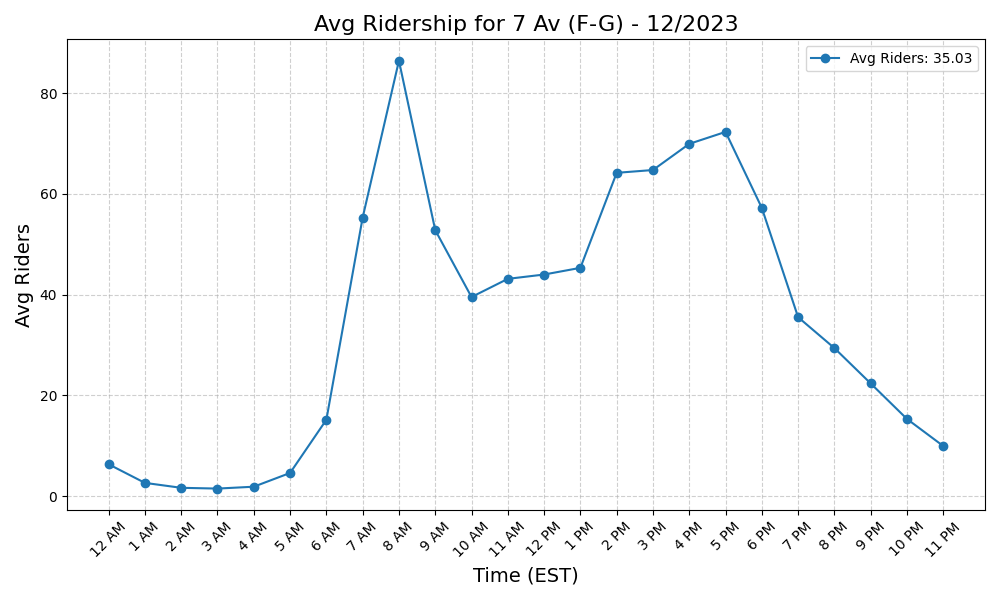 Avg Ridership for 7 Av (F-G) - 12/2023
Avg Riders: 35.03
Avg Riders
80
60
40
20
0
12 AM 1 AM 2 AM 3 AM 4 AM 5 AM 6 AM 7 AM 8 AM 9 AM 10 AM 11 AM 12 PM 1 PM 2 PM 3 PM 4 PM 5 PM 6 PM 7 PM 8 PM 9 PM 10 PM 11 PM
Time (EST)